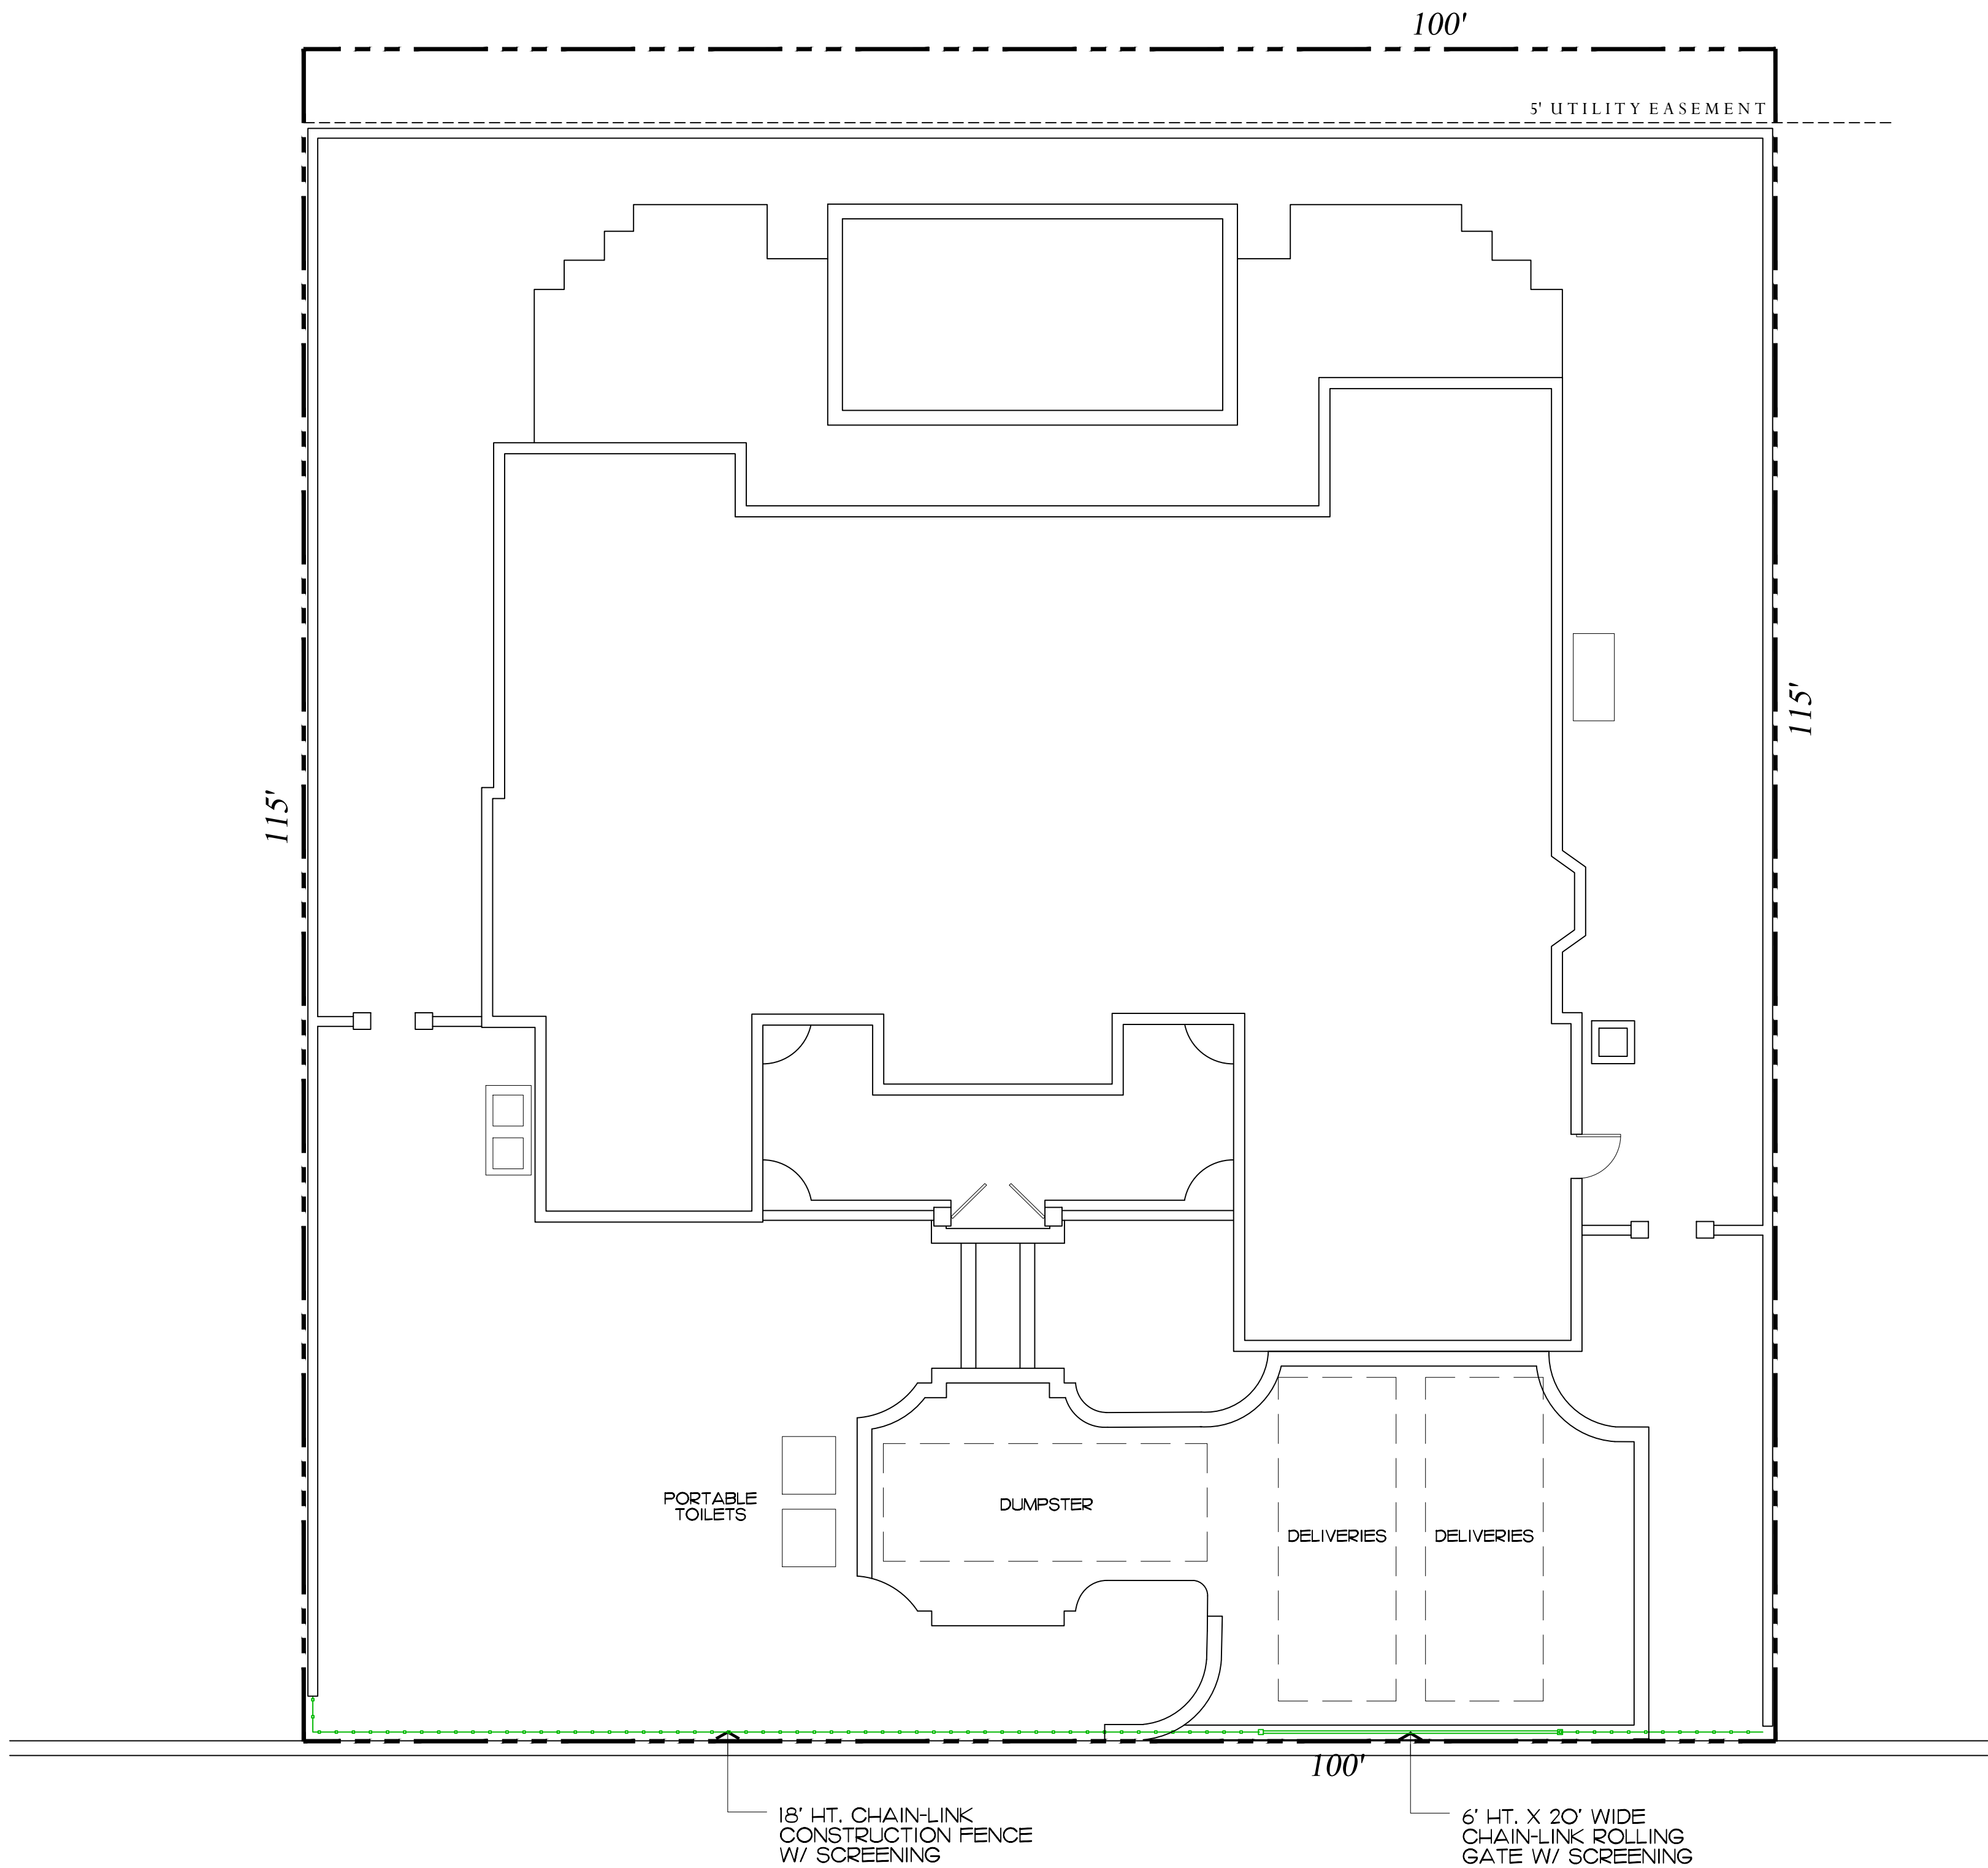 100'
5' UTILITY EASEMENT
115'
115'
PORTABLE
TOILETS
DUMPSTER
DELIVERIES
DELIVERIES
100'
18' HT. CHAIN-LINK
CONSTRUCTION FENCE
W/ SCREENING
6' HT. X 20' WIDE
CHAIN-LINK ROLLING
GATE W/ SCREENING